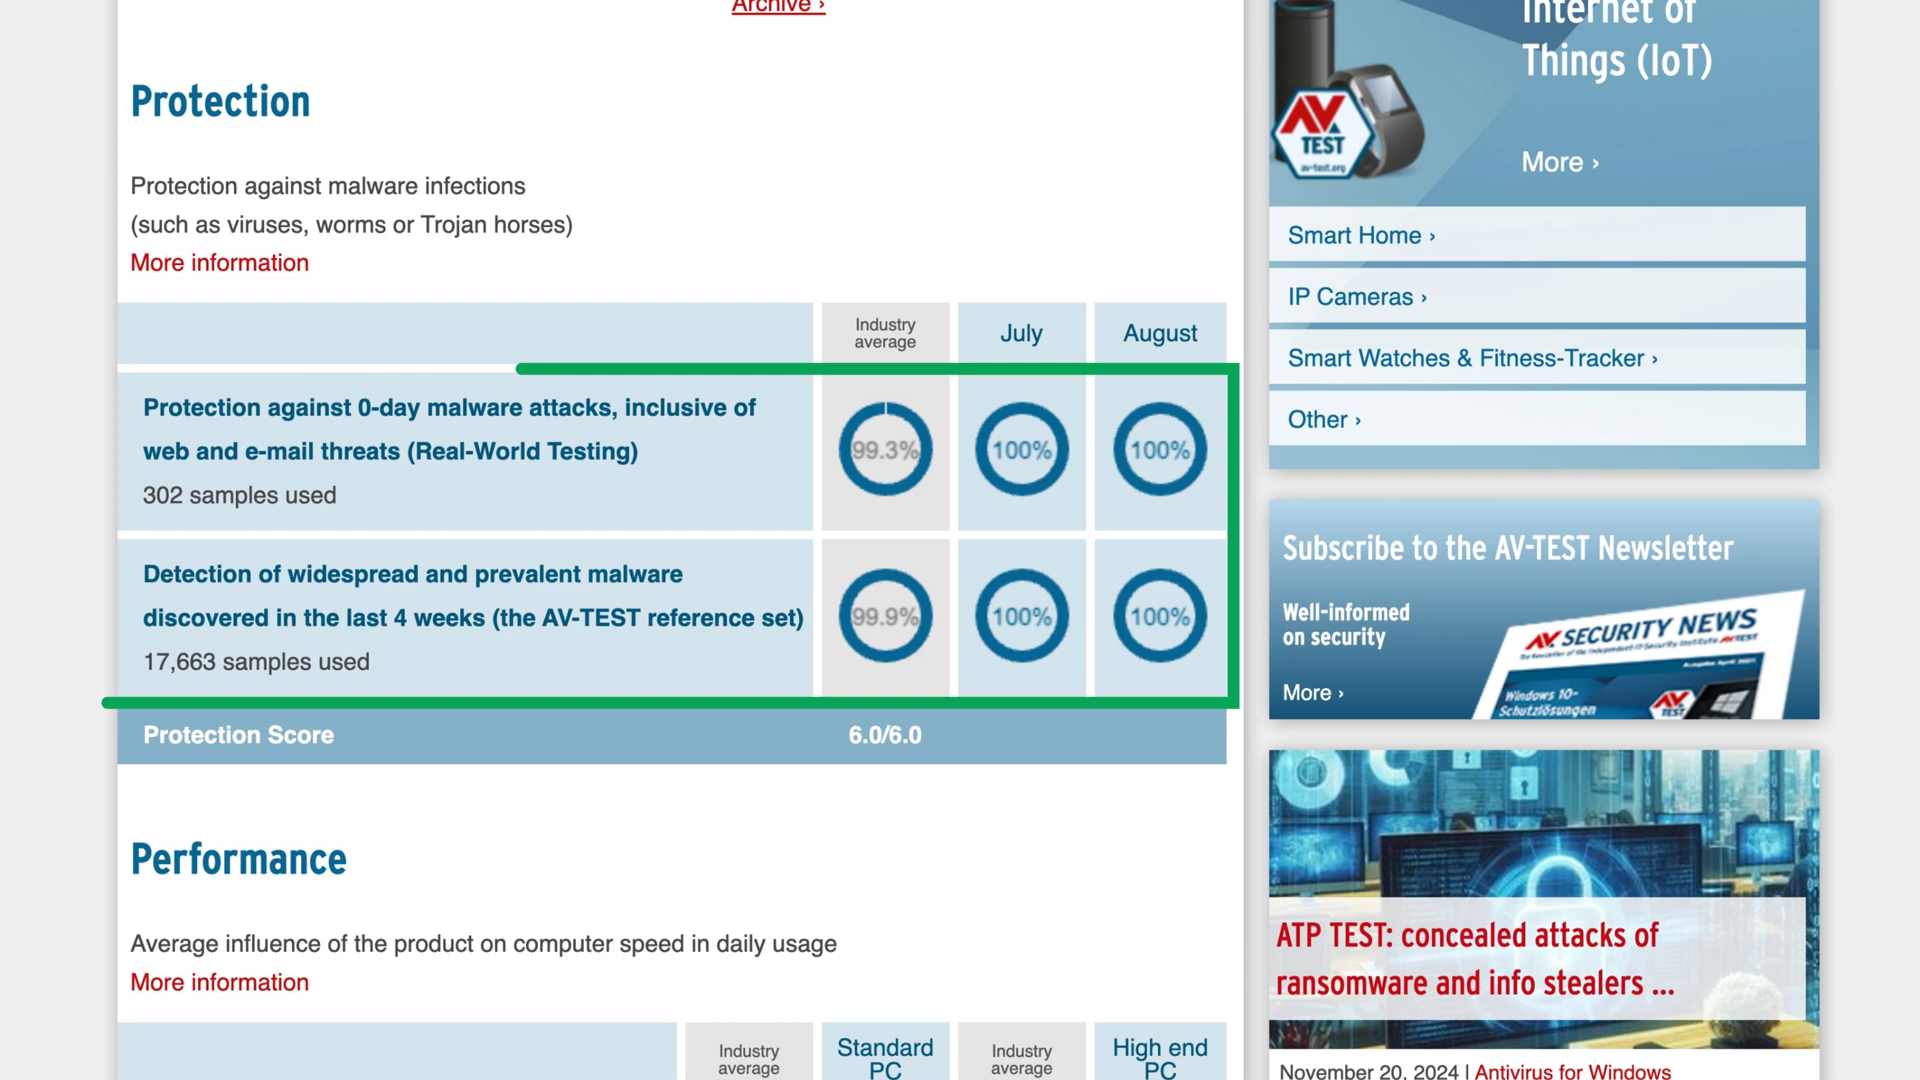 Archive ›
Protection
Protection against malware infections
(such as viruses, worms or Trojan horses)
More information
Industry
average
July
August
Protection against 0-day malware attacks, inclusive of
web and e-mail threats (Real-World Testing)
302 samples used
99.3%
100%
100%
Detection of widespread and prevalent malware
discovered in the last 4 weeks (the AV-TEST reference set)
17,663 samples used
99.9%
100%
100%
Protection Score
6.0/6.0
Performance
Average influence of the product on computer speed in daily usage
More information
Industry
average
Standard
PC
Industry
average
High end
PC
Internet of
Things (IoT)
AV
TEST
av-test.org
More ›
Smart Home ›
IP Cameras ›
Smart Watches & Fitness-Tracker ›
Other ›
Subscribe to the AV-TEST Newsletter
Well-informed
on security
More ›
AV SECURITY NEWS
Windows 10-
Schutzlösungen
AV
TEST
ATP TEST: concealed attacks of
ransomware and info stealers ...
November 20, 2024 | Antivirus for Windows